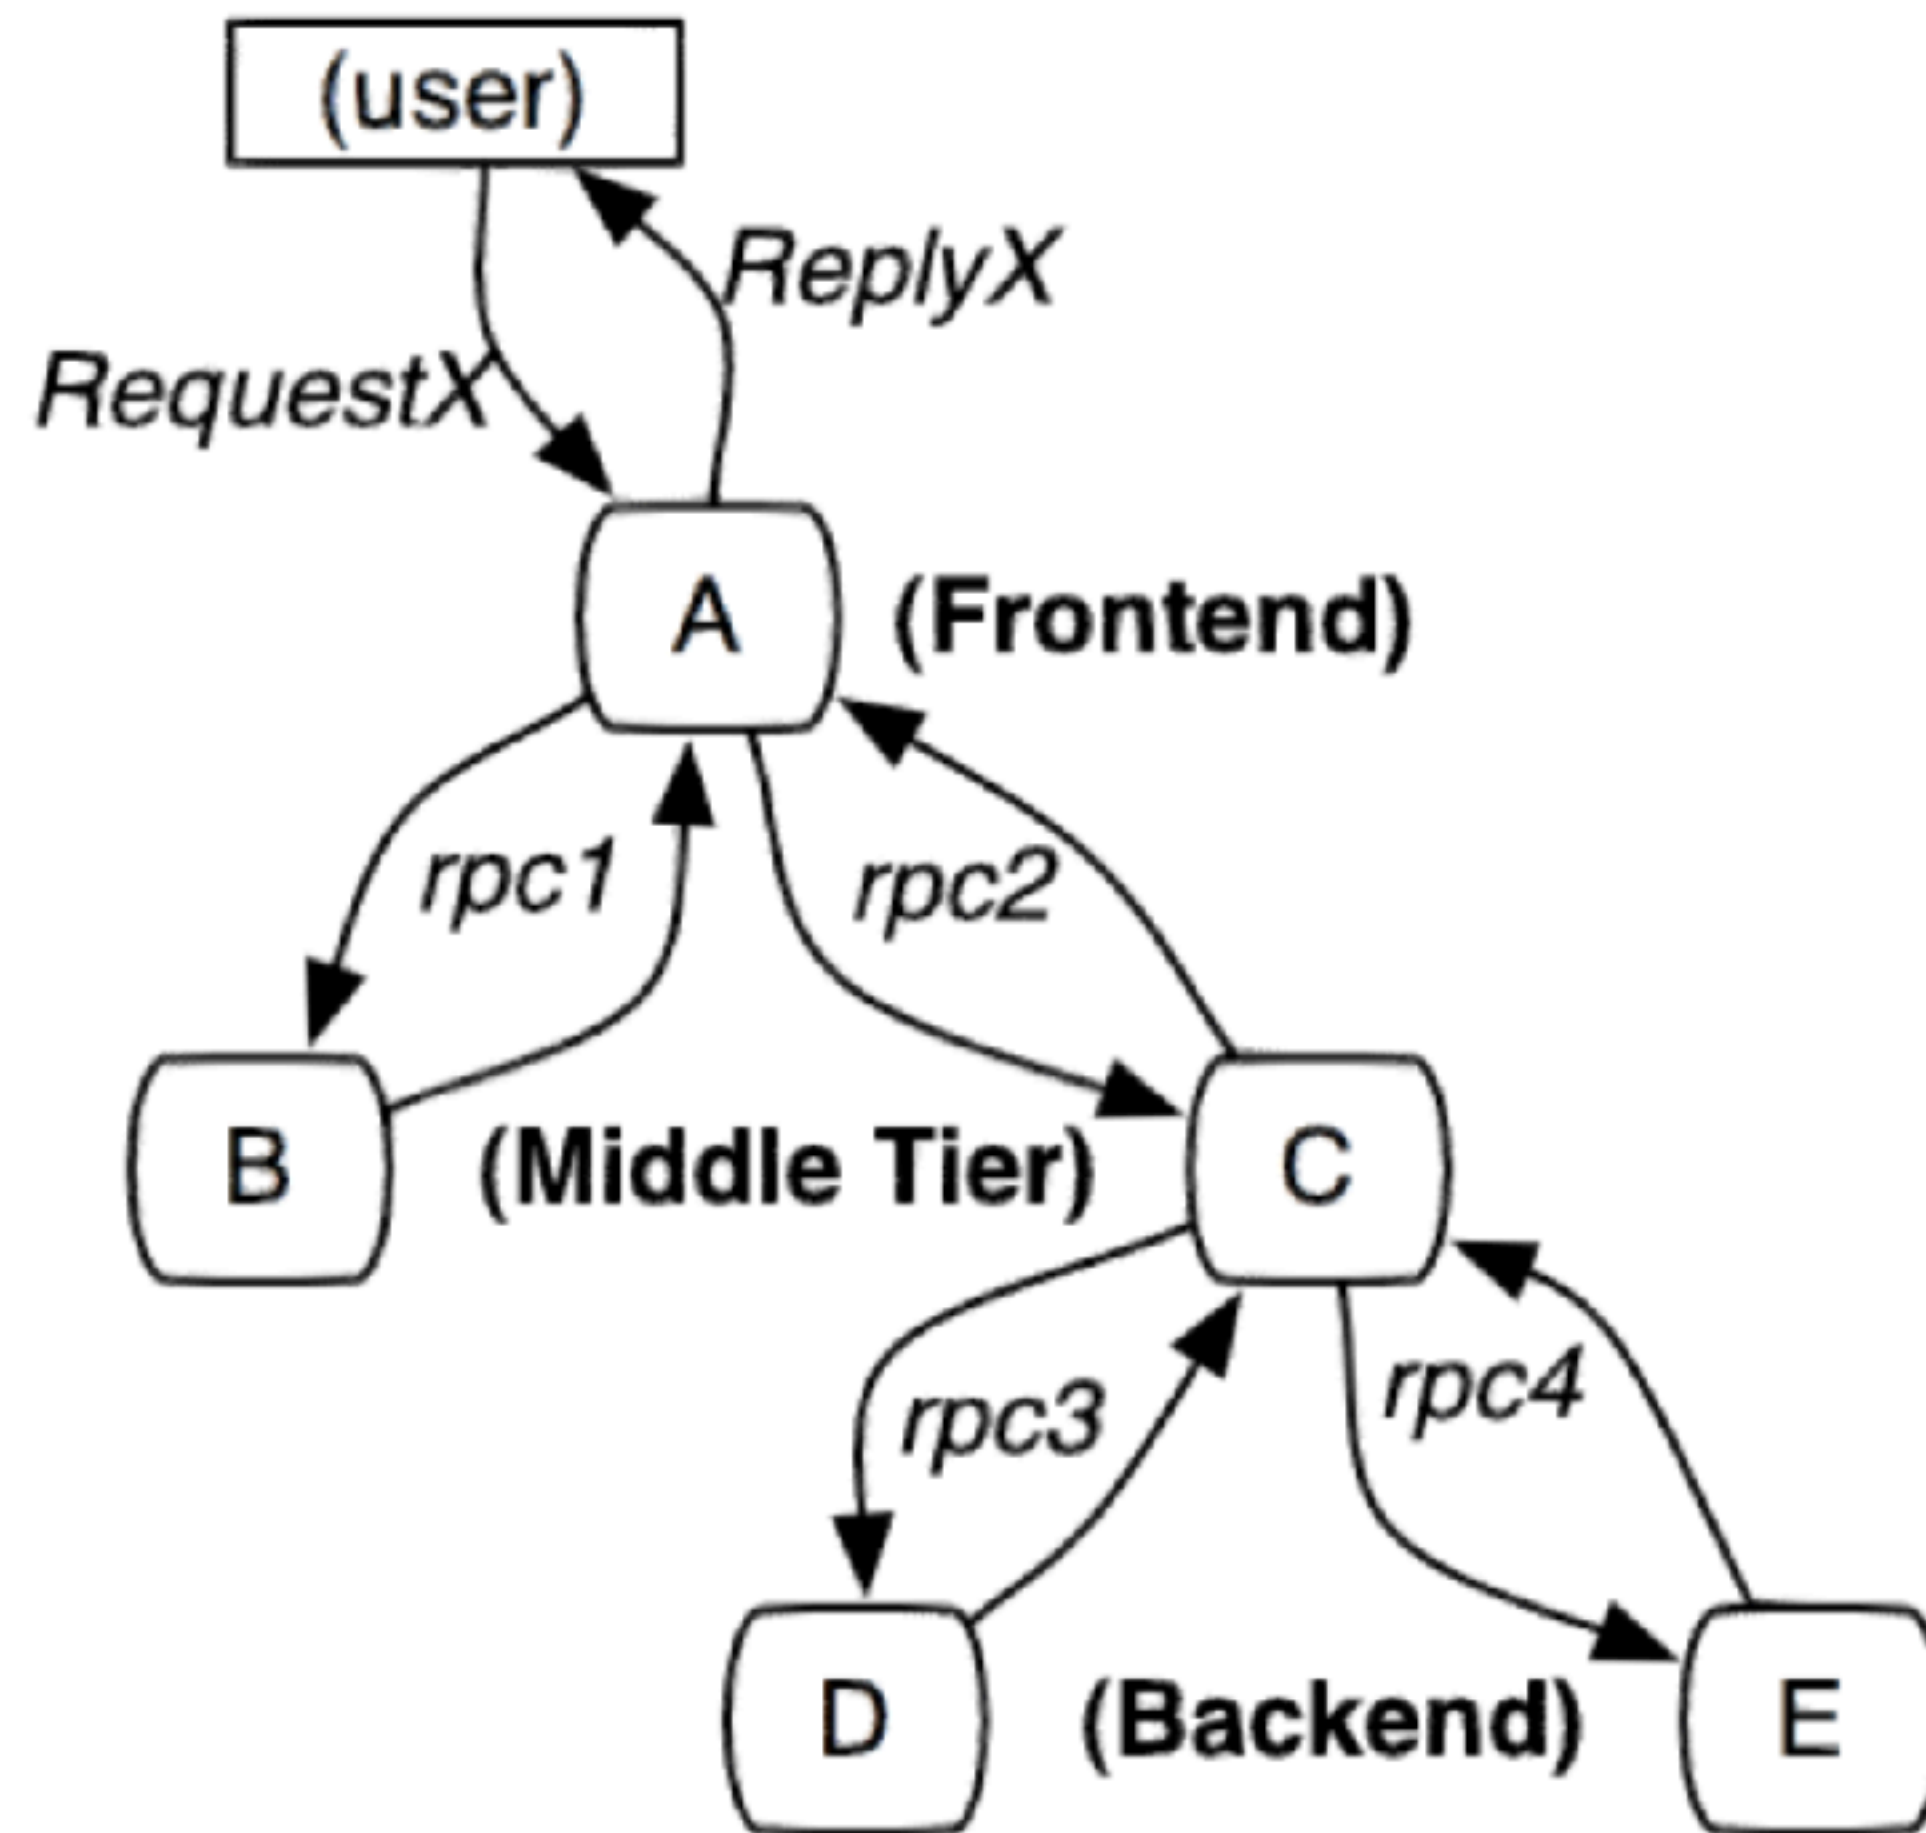 (user)
ReplyX
RequestX
A
(Frontend)
rpc1
rpc2
B
(Middle Tier)
C
rpc3
rpc4
D
(Backend)
E